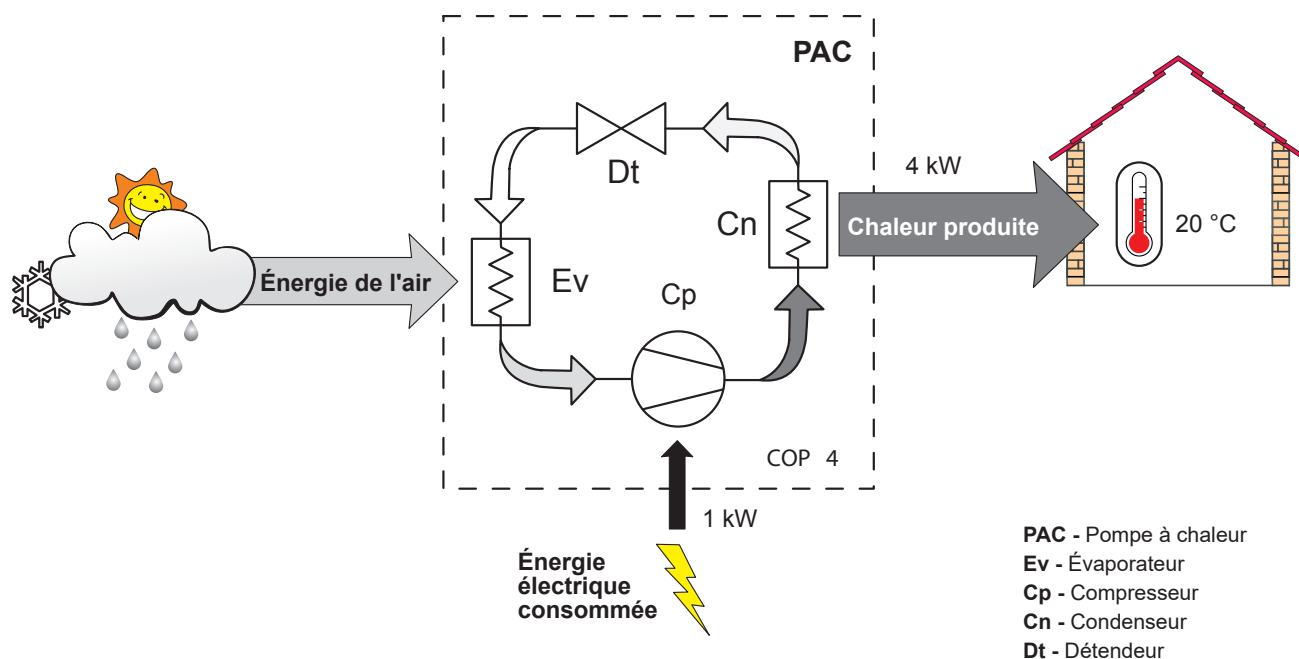 PAC
Dt
4 kW
Cn
Chaleur produite
20 °C
Énergie de l'air
Ev
Cp
COP 4
1 kW
Énergie
électrique
consommée
PAC - Pompe à chaleur
Ev - Évaporateur
Cp - Compresseur
Cn - Condenseur
Dt - Détendeur